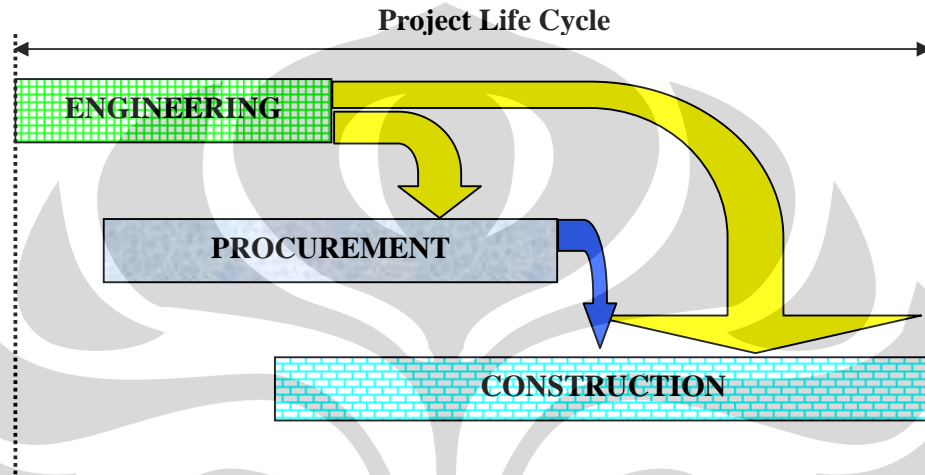 Project Life Cycle
ENGINEERING
PROCUREMENT
CONSTRUCTION